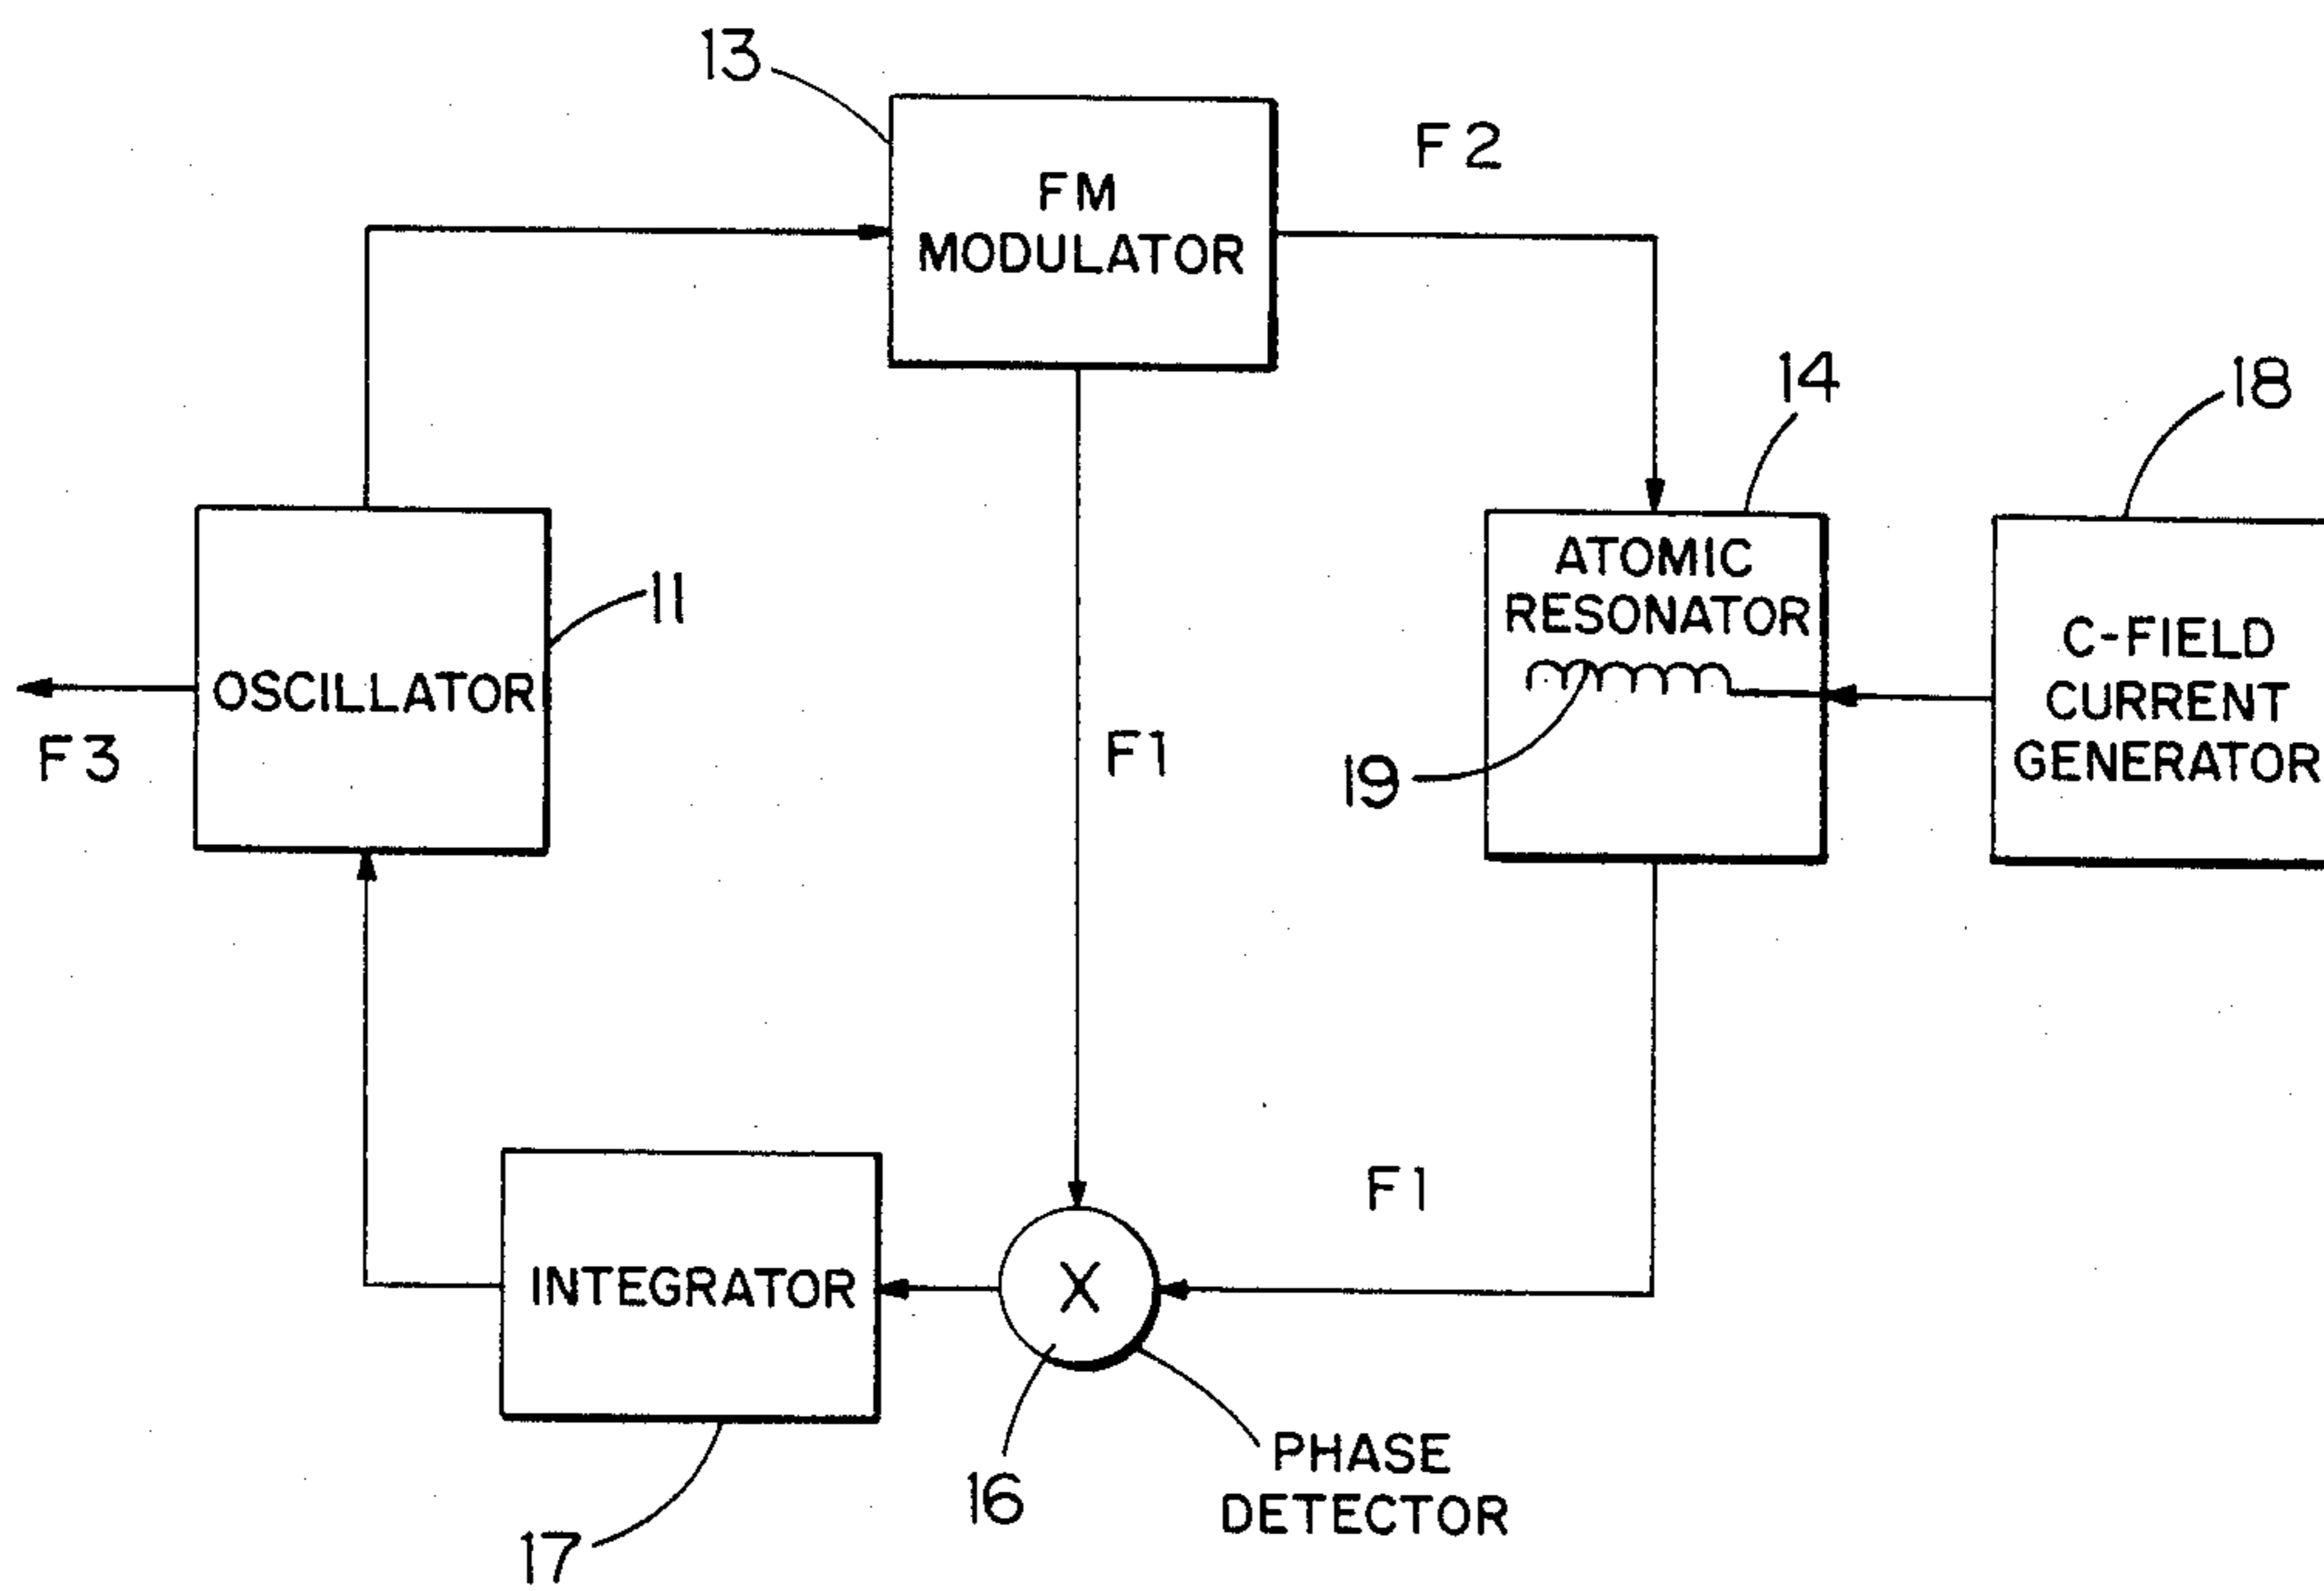 13
FM
MODULATOR
F2
14
18
ATOMIC
RESONATOR
11
C-FIELD
CURRENT
GENERATOR
OSCILLATOR
F3
F1
19
F1
INTEGRATOR
X
16
PHASE
DETECTOR
17